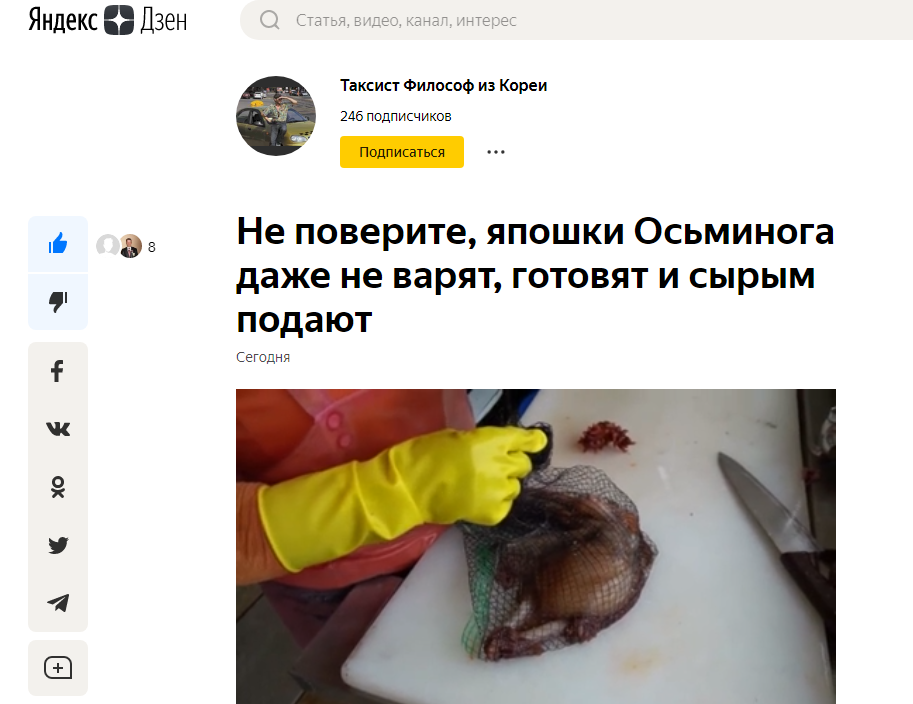 Яндекс Дзен
Статья, видео, канал, интерес
Таксист Философ из Кореи
246 подписчиков
Подписаться
8
Не поверите, япошки Осьминога
даже не варят, готовят и сырым
подают
Сегодня